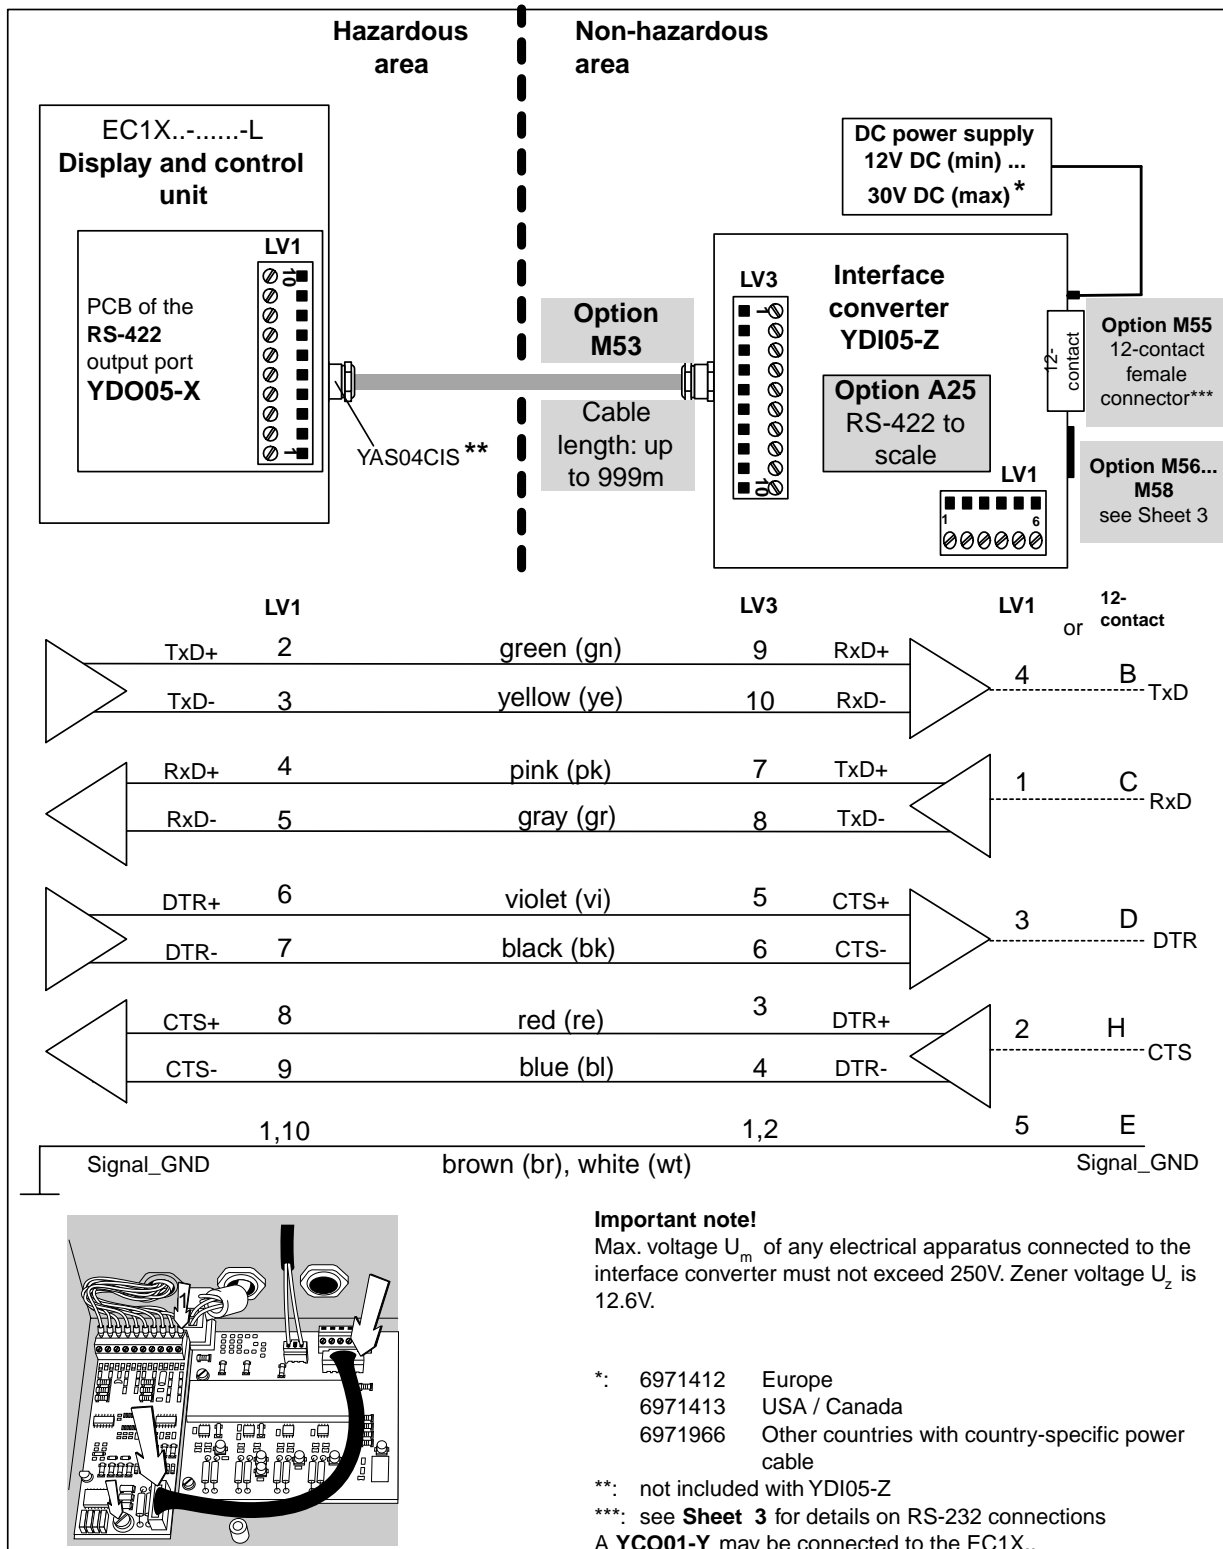 Hazardous
area
Non-hazardous
area
EC1X..-......-L
Display and control
unit
LV1
10
1
PCB of the
RS-422
output port
YDO05-X
YAS04CIS **
Option
M53
Cable
length: up
to 999m
DC power supply
12V DC (min) ...
30V DC (max) *
LV3
1
10
Interface
converter
YDI05-Z
Option A25
RS-422 to
scale
LV1
1 6
12-
contact
Option M55
12-contact
female
connector***
Option M56...
M58
see Sheet 3
LV1 LV3 LV1 or 12-
contact
TxD+ 2 green (gn) 9 RxD+
4 B TxD
TxD- 3 yellow (ye) 10 RxD-
RxD+ 4 pink (pk) 7 TxD+
1 C RxD
RxD- 5 gray (gr) 8 TxD-
DTR+ 6 violet (vi) 5 CTS+
3 D DTR
DTR- 7 black (bk) 6 CTS-
CTS+ 8 red (re) 3 DTR+
2 H CTS
CTS- 9 blue (bl) 4 DTR-
1,10 1,2 5 E
Signal_GND brown (br), white (wt) Signal_GND
Important note!
Max. voltage Um of any electrical apparatus connected to the
interface converter must not exceed 250V. Zener voltage Uz is
12.6V.
*: 6971412 Europe
6971413 USA / Canada
6971966 Other countries with country-specific power
cable
**: not included with YDI05-Z
***: see Sheet 3 for details on RS-232 connections
A YCO01-Y may be connected to the EC1X..